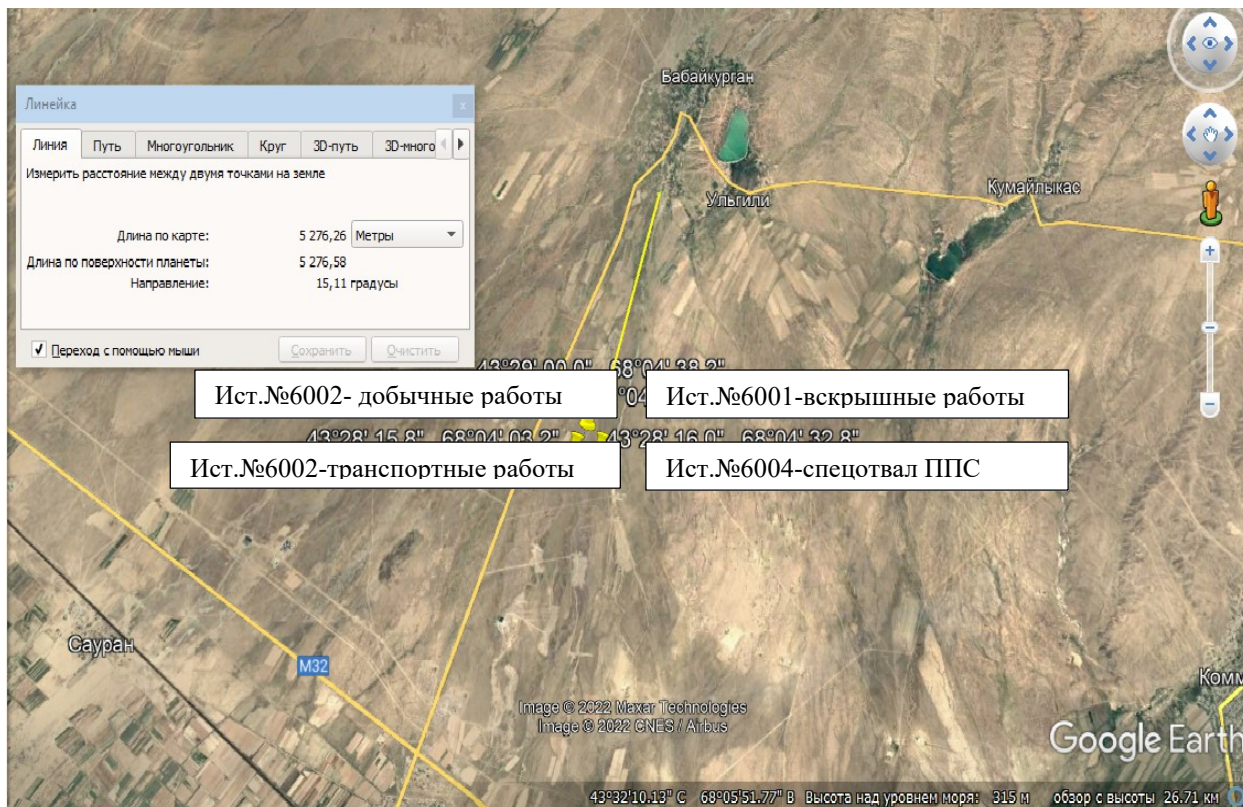 Бабайкурган
Линейка
Линия Путь Многоугольник Круг 3D-путь 3D-много
Измерить расстояние между двумя точками на земле
Кумайлыкас
Ульгили
Длина по карте: 5 276,26 Метры
Длина по поверхности планеты: 5 276,58
Направление: 15,11 градусы
Переход с помощью мыши Сохранить Очистить
43°29' 00.0" 68°04' 38.2"
Ист.№6002- добычные работы
Ист.№6001-вскрышные работы
43°28' 15.8" 68°04' 03.2" 43°28' 16.0" 68°04' 32.8"
Ист.№6002-транспортные работы
Ист.№6004-спецотвал ППС
Сауран
M32
Комм
Image © 2022 Maxar Technologies
Image © 2022 CNES / Airbus
Google Earth
43°32'10.13" С 68°05'51.77" В Высота над уровнем моря: 315 м обзор с высоты 26.71 км